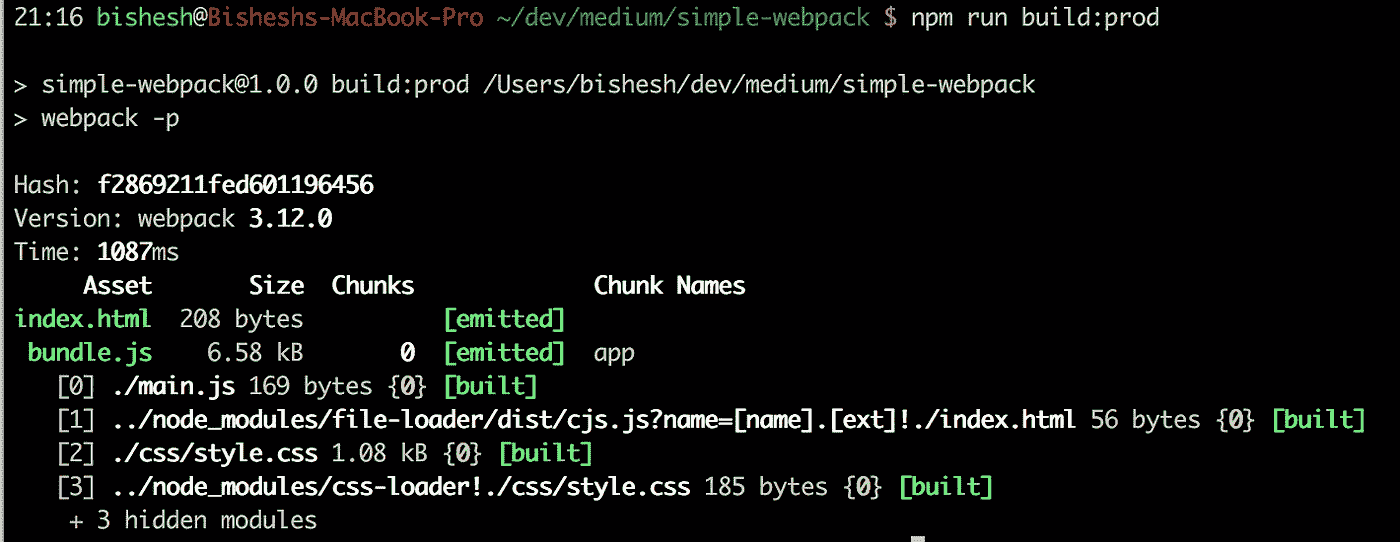 21:16 bishesh@Bisheshs-MacBook-Pro ~/dev/medium/simple-webpack $ npm run build:prod
> simple-webpack@1.0.0 build:prod /Users/bishesh/dev/medium/simple-webpack
> webpack -p
Hash: f2869211fed601196456
Version: webpack 3.12.0
Time: 1087ms
Asset Size Chunks Chunk Names
index.html 208 bytes [emitted]
bundle.js 6.58 kB 0 [emitted] app
[0] ./main.js 169 bytes {0} [built]
[1] ../node_modules/file-loader/dist/cjs.js?name=[name].[ext]!./index.html 56 bytes {0} [built]
[2] ./css/style.css 1.08 kB {0} [built]
[3] ../node_modules/css-loader!./css/style.css 185 bytes {0} [built]
+ 3 hidden modules